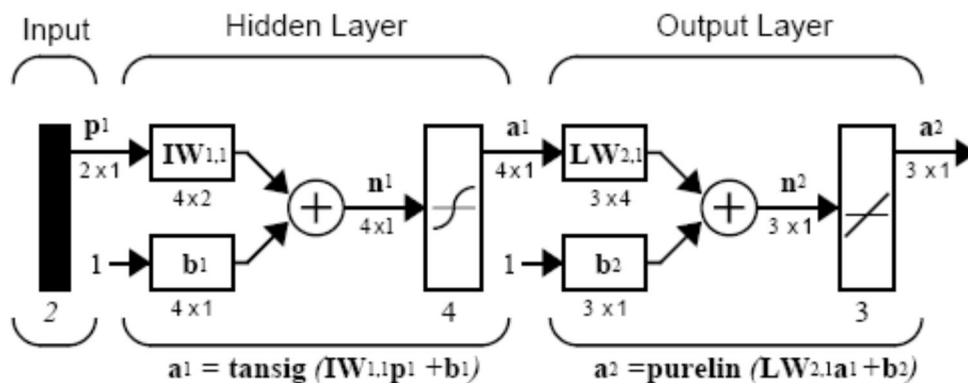 Input Hidden Layer Output Layer
p1 a1 a2
IW1,1 LW2,1
2 x 1 4 x 1 3 x 1
4 x 2 n1 3 x 4 n2
4 x 1 3 x 1
1 b1 1 b2
2 4 x 1 4 3 x 1 3
a1 = tansig (IW1,1p1 +b1) a2 =purelin (LW2,1a1 +b2)